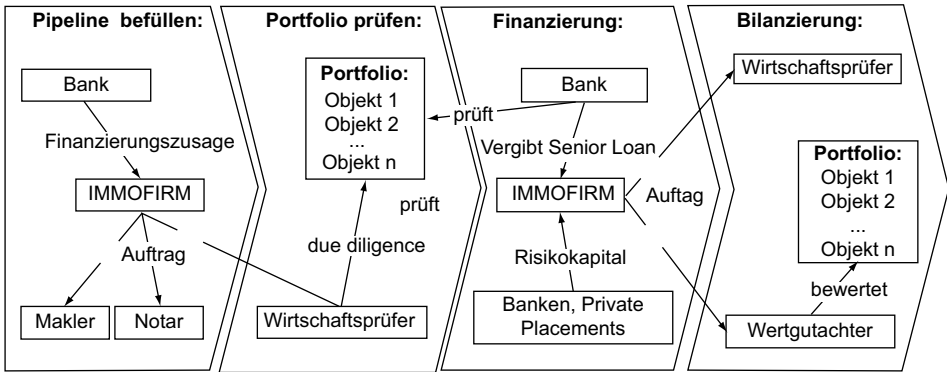 Pipeline befüllen:
Bank
Finanzierungszusage
IMMOFIRM
Auftrag
Makler
Notar
Portfolio prüfen:
Portfolio:
Objekt 1
Objekt 2
...
Objekt n
prüft
due diligence
Wirtschaftsprüfer
Finanzierung:
Bank
prüft
Vergibt Senior Loan
IMMOFIRM
Auftag
Risikokapital
Banken, Private
Placements
Bilanzierung:
Wirtschaftsprüfer
Portfolio:
Objekt 1
Objekt 2
...
Objekt n
bewertet
Wertgutachter